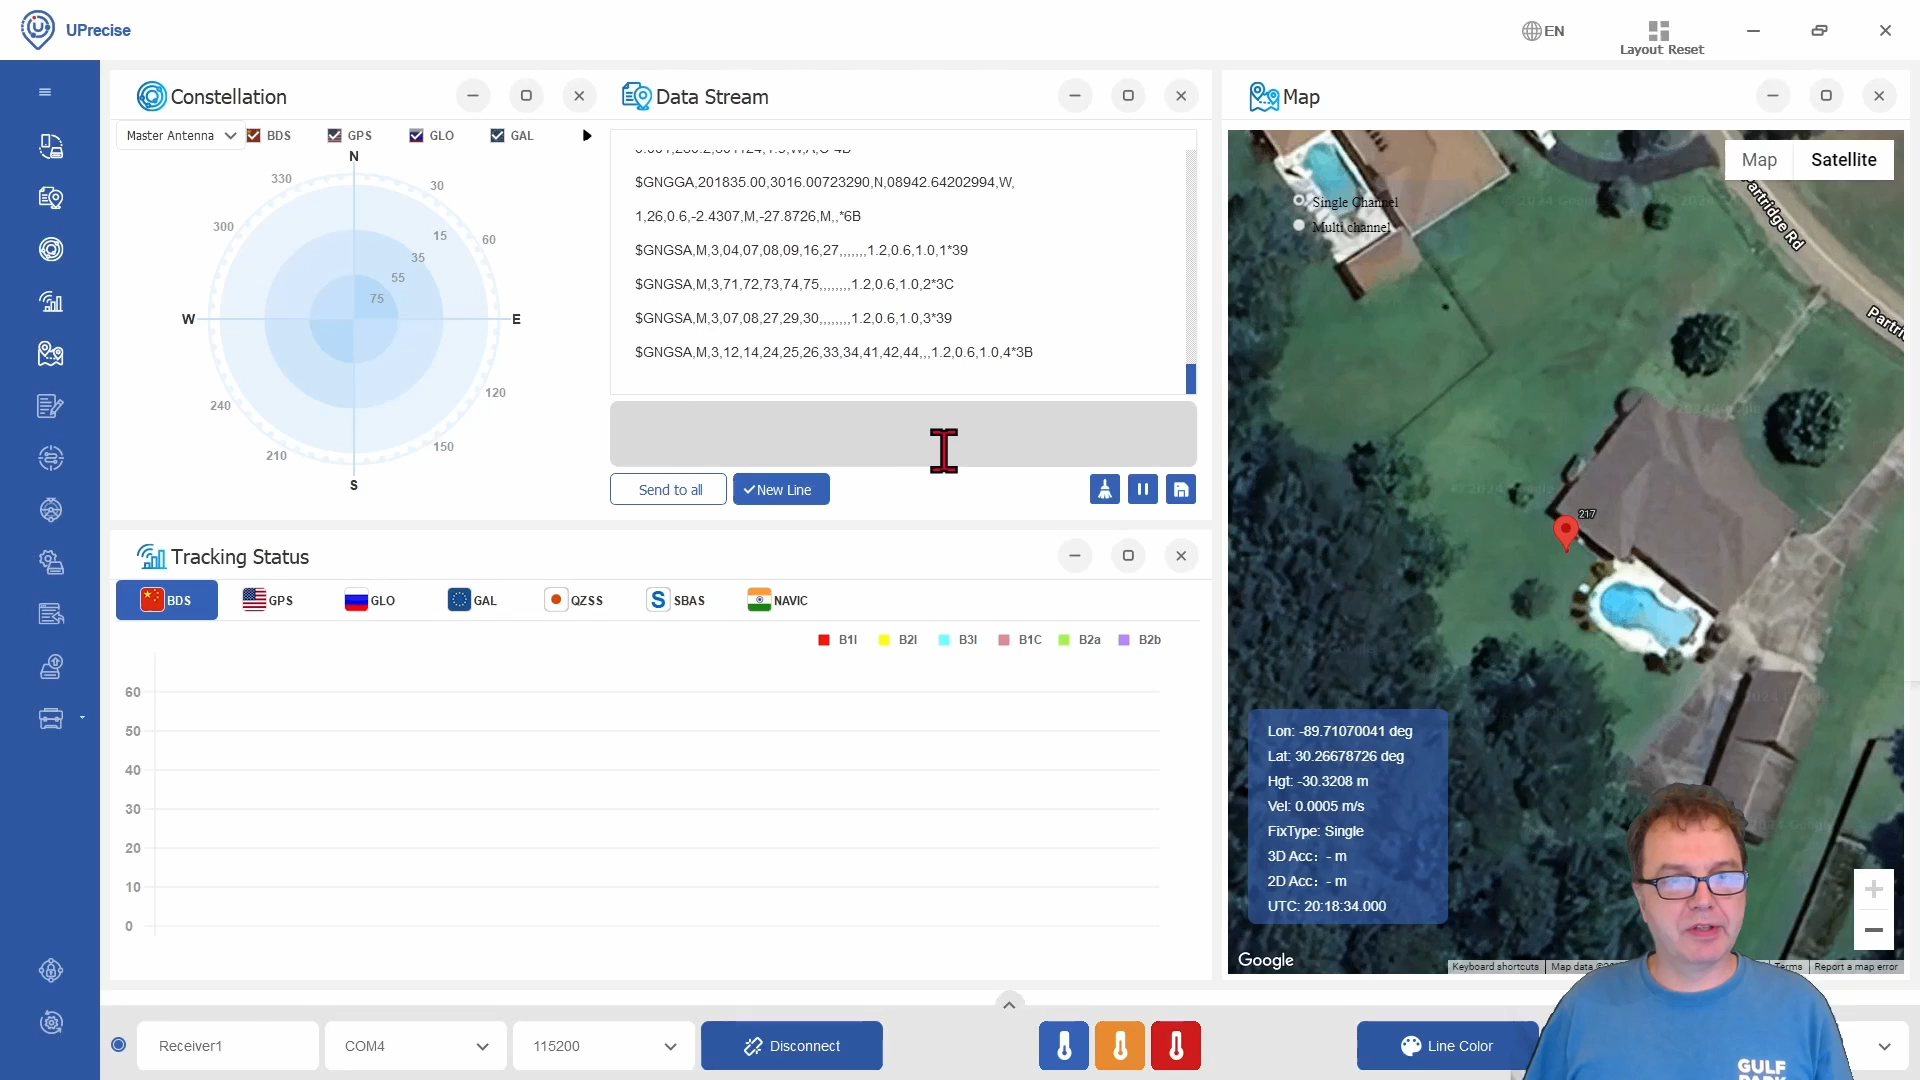 UPrecise
EN
Layout Reset
Constellation
Data Stream
Map
Master Antenna
BDS
GPS
GLO
GAL
N
330
30
300
15
60
35
55
75
W
E
240
120
210
150
S
$GNGGA,201835.00,3016.00723290,N,08942.64202994,W,
1,26,0.6,-2.4307,M,-27.8726,M,,*6B
$GNGSA,M,3,04,07,08,09,16,27,,,,,,,1.2,0.6,1.0,1*39
$GNGSA,M,3,71,72,73,74,75,,,,,,,,1.2,0.6,1.0,2*3C
$GNGSA,M,3,07,08,27,29,30,,,,,,,,1.2,0.6,1.0,3*39
$GNGSA,M,3,12,14,24,25,26,33,34,41,42,44,,,1.2,0.6,1.0,4*3B
Send to all
New Line
Map
Satellite
Single Channel
Multi channel
Partridge Rd
217
Tracking Status
BDS
GPS
GLO
GAL
QZSS
SBAS
NAVIC
B1I
B2I
B3I
B1C
B2a
B2b
60
50
40
30
20
10
0
Lon: -89.71070041 deg
Lat: 30.26678726 deg
Hgt: -30.3208 m
Vel: 0.0005 m/s
FixType: Single
3D Acc: - m
2D Acc: - m
UTC: 20:18:34.000
Google
Keyboard shortcuts
Map data
Terms
Report a map error
Receiver1
COM4
115200
Disconnect
Line Color
GULF